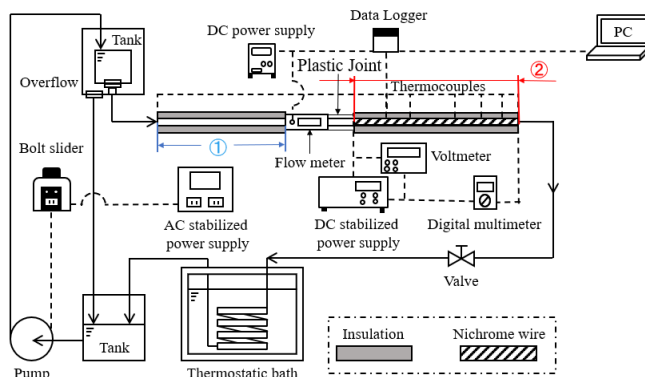 DC power supply
Data Logger
PC
Tank
Plastic Joint
②
Thermocouples
Overflow
①
Flow meter
Voltmeter
Bolt slider
AC stabilized
power supply
DC stabilized
power supply
Digital multimeter
Valve
Insulation
Nichrome wire
Tank
Pump
Thermostatic bath